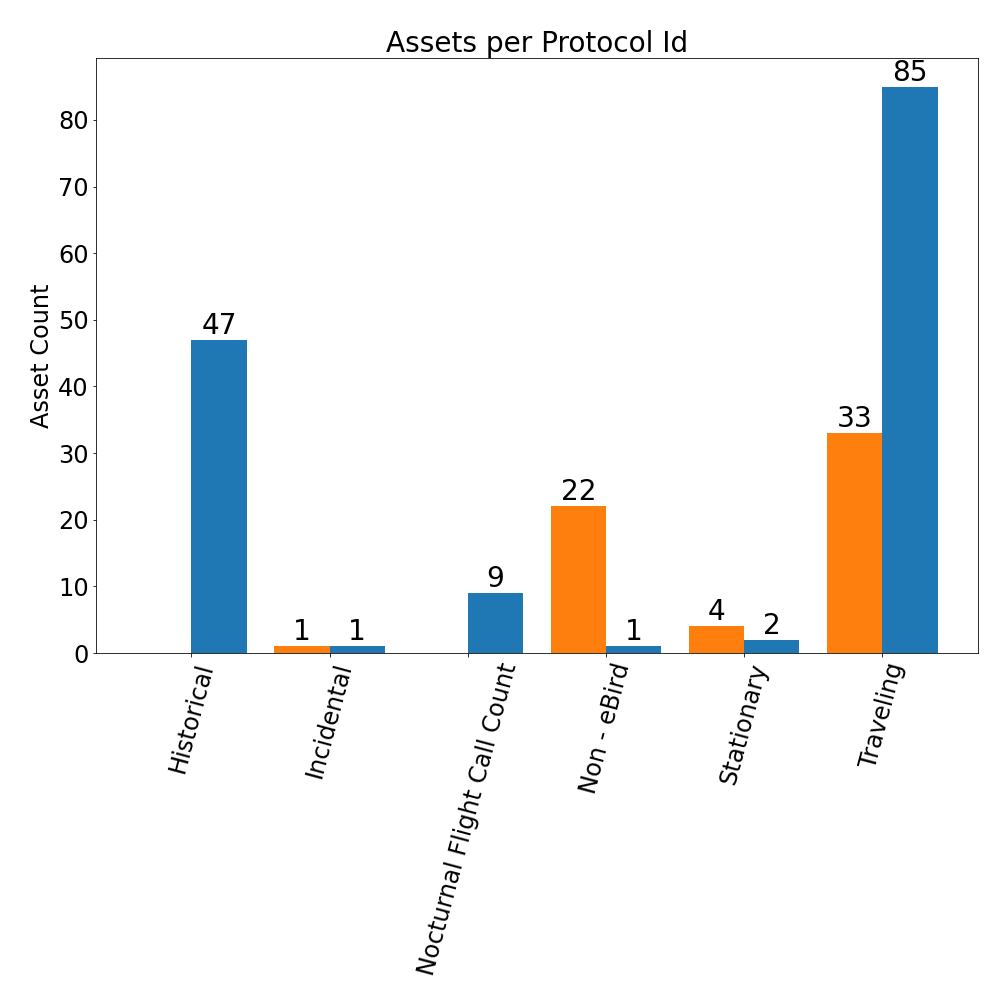 Assets per Protocol Id
85
80
70
60
50
47
40
33
30
22
20
10
9
4
2
1
1
1
0
Asset Count
Historical
Incidental
Nocturnal Flight Call Count
Non - eBird
Stationary
Traveling